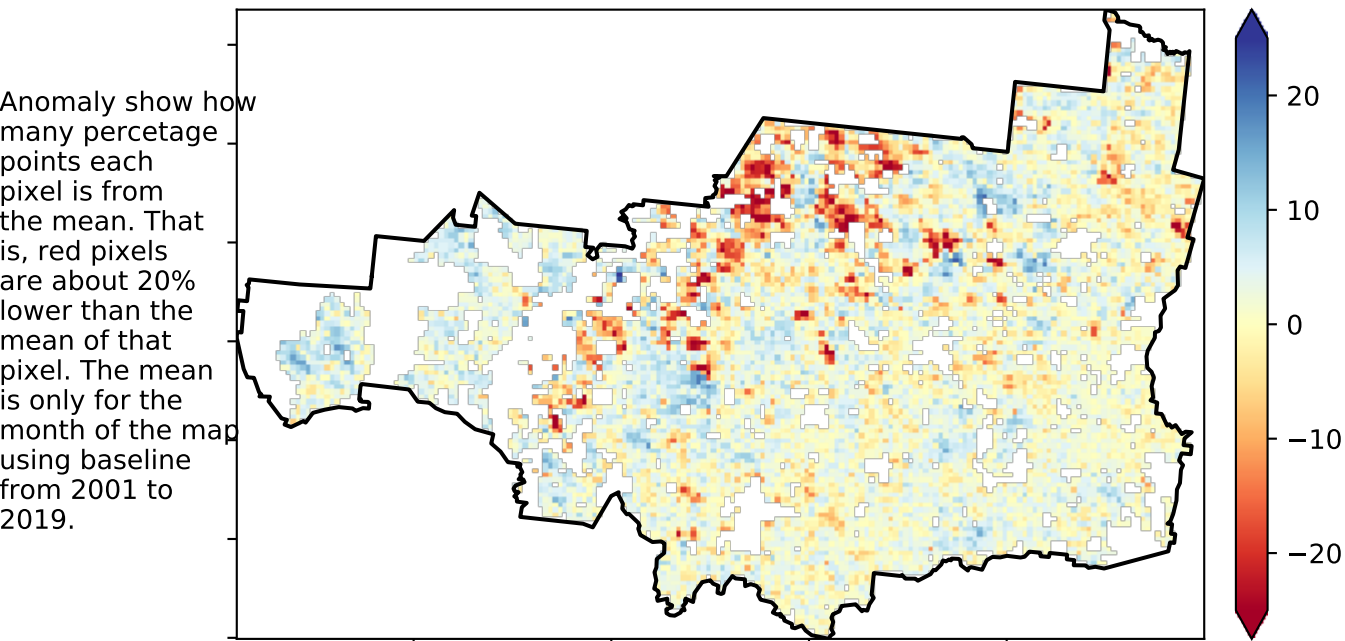 Anomaly show how
many percetage
points each
pixel is from
the mean. That
is, red pixels
are about 20%
lower than the
mean of that
pixel. The mean
is only for the
month of the map
using baseline
from 2001 to
2019.
20
10
0
−10
−20